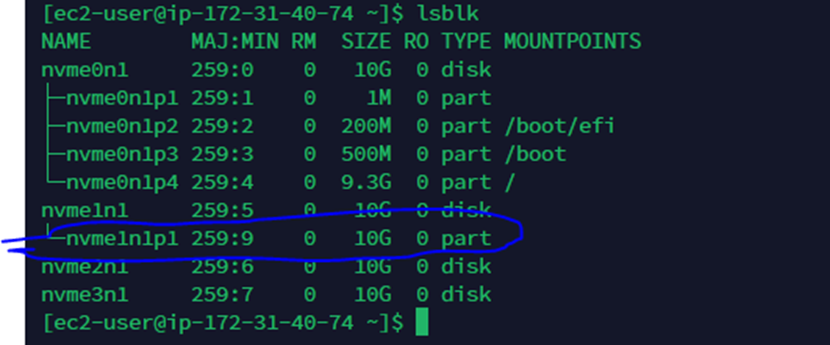 [ec2-user@ip-172-31-40-74 ~]$ lsblk
NAME        MAJ:MIN RM  SIZE RO TYPE MOUNTPOINTS
nvme0n1     259:0    0   10G  0 disk
├─nvme0n1p1 259:1    0    1M  0 part
├─nvme0n1p2 259:2    0  200M  0 part /boot/efi
├─nvme0n1p3 259:3    0  500M  0 part /boot
└─nvme0n1p4 259:4    0  9.3G  0 part /
nvme1n1     259:5    0   10G  0 disk
└─nvme1n1p1 259:9    0   10G  0 part
nvme2n1     259:6    0   10G  0 disk
nvme3n1     259:7    0   10G  0 disk
[ec2-user@ip-172-31-40-74 ~]$